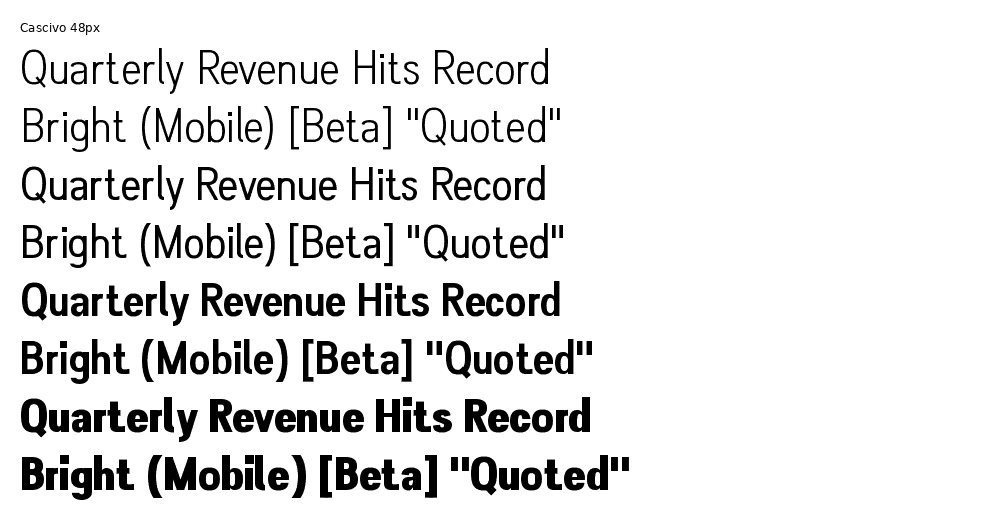 Cascivo 48px
Quarterly Revenue Hits Record
Bright (Mobile) [Beta] "Quoted"
Quarterly Revenue Hits Record
Bright (Mobile) [Beta] "Quoted"
Quarterly Revenue Hits Record
Bright (Mobile) [Beta] "Quoted"
Quarterly Revenue Hits Record
Bright (Mobile) [Beta] "Quoted"